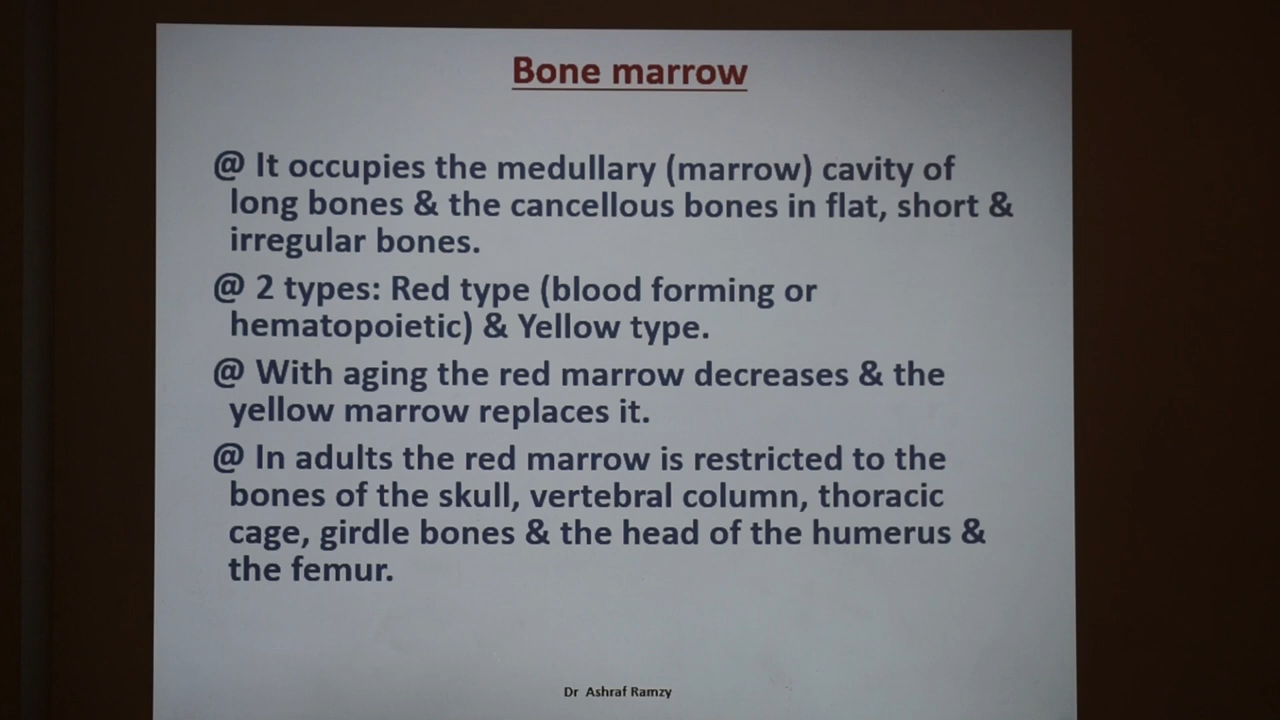 Bone marrow
@ It occupies the medullary (marrow) cavity of
long bones & the cancellous bones in flat, short &
irregular bones.
@ 2 types: Red type (blood forming or
hematopoietic) & Yellow type.
@ With aging the red marrow decreases & the
yellow marrow replaces it.
@ In adults the red marrow is restricted to the
bones of the skull, vertebral column, thoracic
cage, girdle bones & the head of the humerus &
the femur.
Dr Ashraf Ramzy